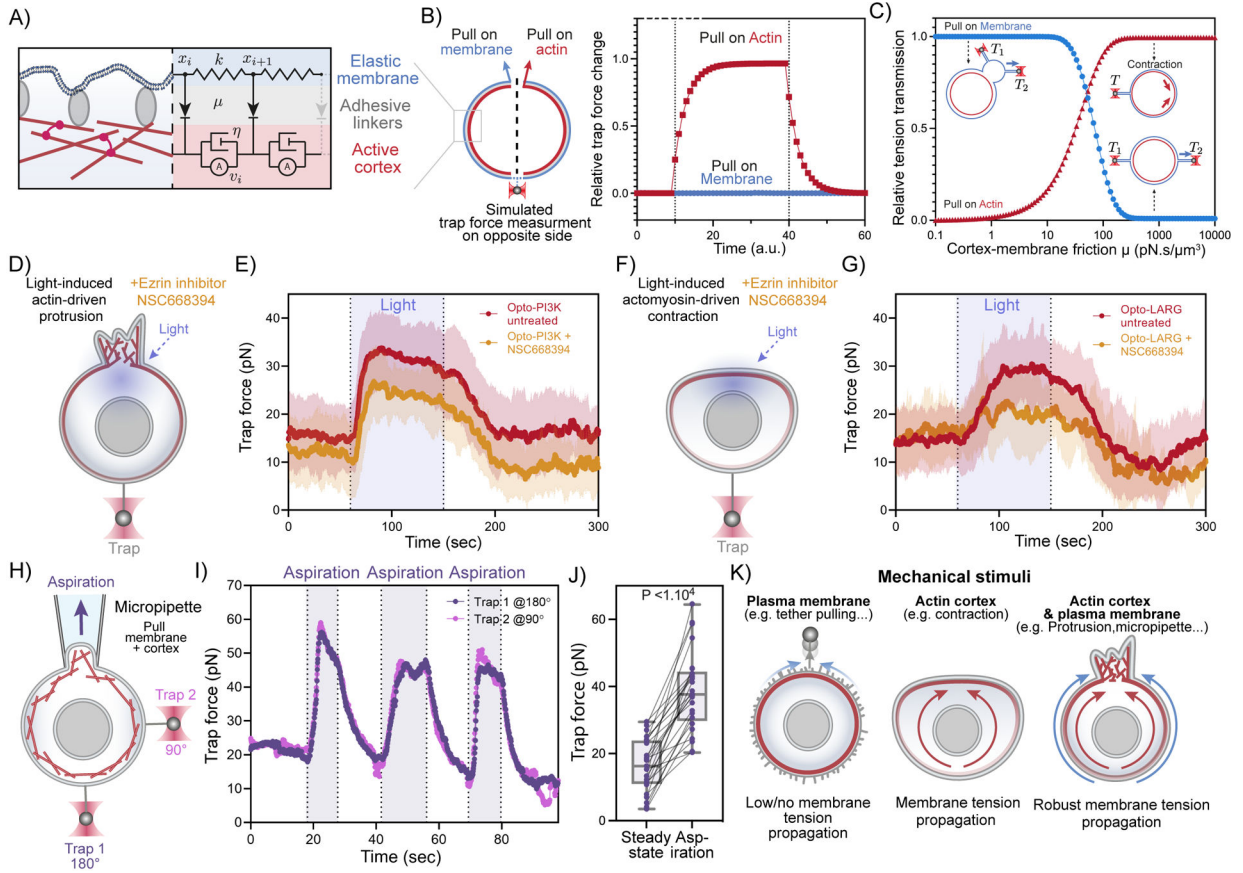 A)
x_i
k
x_{i+1}
μ
η
A
A
v_i
Elastic
membrane
Adhesive
linkers
Active
cortex
B)
Pull on
membrane
Pull on
actin
Simulated
trap force measurment
on opposite side
Relative trap force change
1.0
0.5
0.0
Pull on Actin
Pull on
Membrane
0
20
40
60
Time (a.u.)
C)
Relative tension transmission
Pull on Membrane
1.0
0.5
0.0
Pull on Actin
T_1
T_2
Contraction
T
T_1
T_2
0.1
1
10
100
1000
10000
Cortex-membrane friction μ (pN.s/μm³)
D)
Light-induced
actin-driven
protrusion
+Ezrin inhibitor
NSC668394
Light
Trap
E)
Light
Opto-PI3K
untreated
Opto-PI3K +
NSC668394
Trap force (pN)
40
30
20
10
0
0
100
200
300
Time (sec)
F)
Light-induced
actomyosin-driven
contraction
+Ezrin inhibitor
NSC668394
Light
Trap
G)
Light
Opto-LARG
untreated
Opto-LARG +
NSC668394
Trap force (pN)
40
30
20
10
0
0
100
200
300
Time (sec)
H)
Aspiration
Micropipette
Pull
membrane
+ cortex
Trap 2
90°
Trap 1
180°
I)
Aspiration
Aspiration
Aspiration
Trap 1 @180°
Trap 2 @90°
Trap force (pN)
70
60
50
40
30
20
10
0
0
20
40
60
80
Time (sec)
J)
P <1.10⁴
Trap force (pN)
60
40
20
0
Steady
state
Asp-
iration
K)
Mechanical stimuli
Plasma membrane
(e.g. tether pulling...)
Low/no membrane
tension
propagation
Actin cortex
(e.g. contraction)
Membrane tension
propagation
Actin cortex
& plasma membrane
(e.g. Protrusion,micropipette...)
Robust membrane tension
propagation